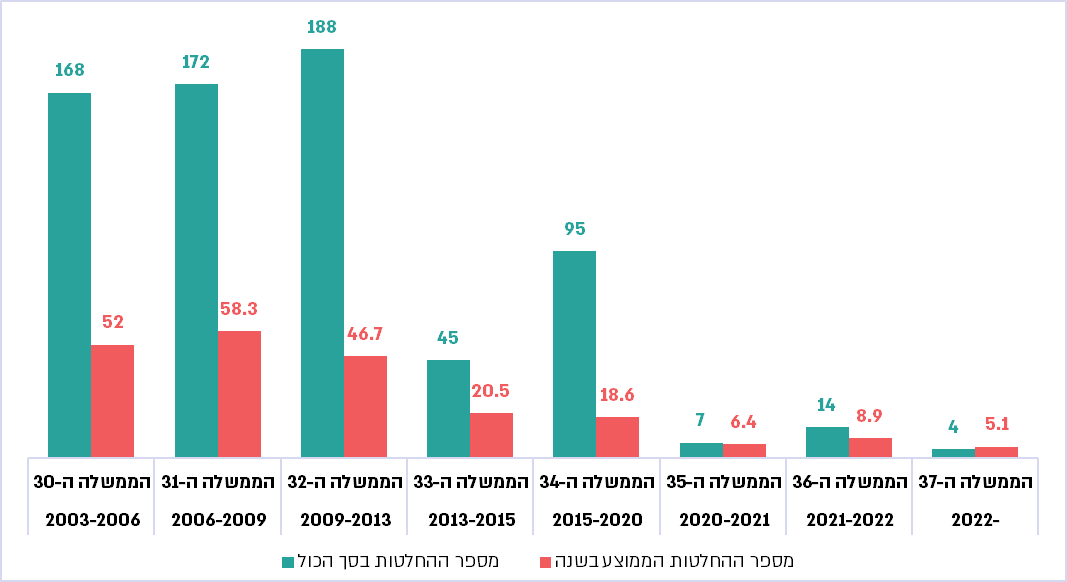 188
172
168
95
58.3
52
46.7
45
20.5
18.6
14
8.9
7
6.4
4
5.1
הממשלה ה-30
2003-2006
הממשלה ה-31
2006-2009
הממשלה ה-32
2009-2013
הממשלה ה-33
2013-2015
הממשלה ה-34
2015-2020
הממשלה ה-35
2020-2021
הממשלה ה-36
2021-2022
הממשלה ה-37
2022-
מספר ההחלטות בסך הכול
מספר ההחלטות הממוצע בשנה